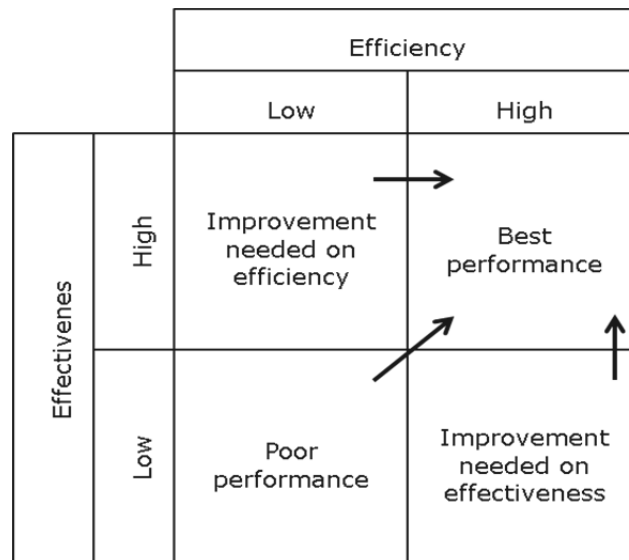 Efficiency
Low
High
Effectivenes
High
Improvement
needed on
efficiency
Best
performance
Low
Poor
performance
Improvement
needed on
effectiveness